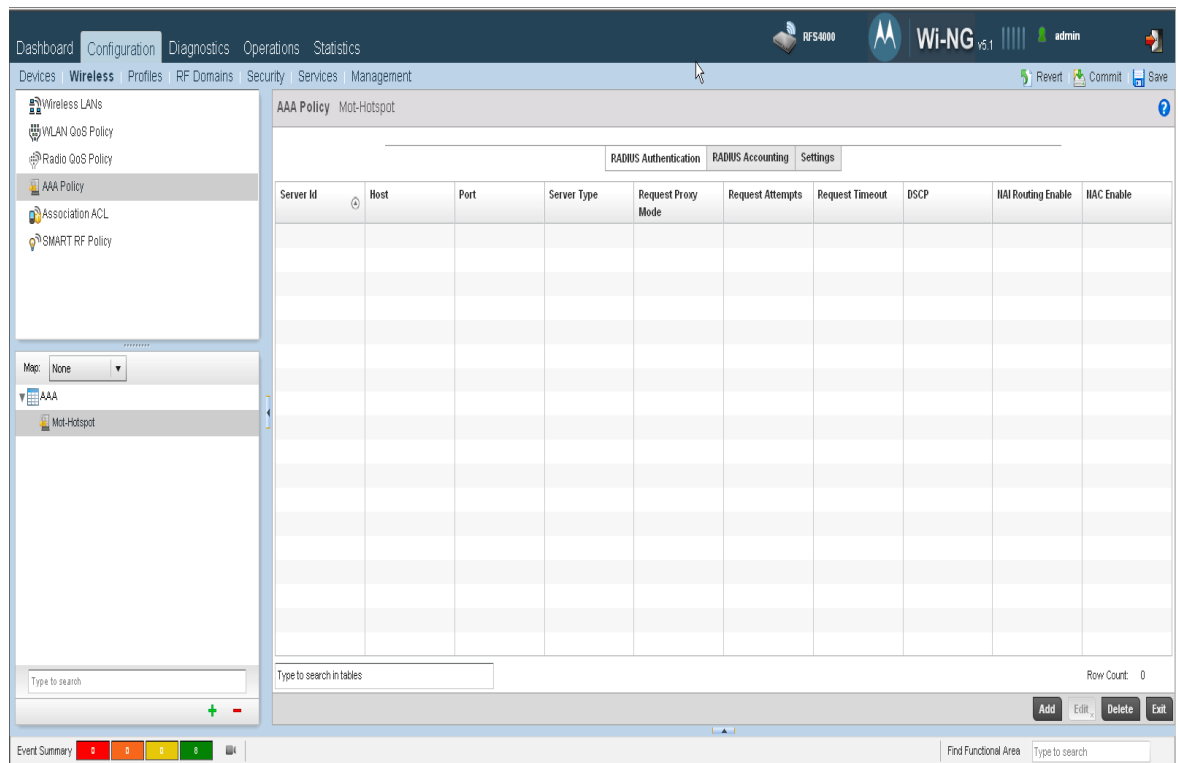 RFS4000
Wi-NG v5.1
admin
Dashboard Configuration Diagnostics Operations Statistics
Devices Wireless Profiles RF Domains Security Services Management
Revert Commit Save
Wireless LANs
WLAN QoS Policy
Radio QoS Policy
AAA Policy
Association ACL
SMART RF Policy
Map: None
AAA
Mot-Hotspot
Type to search
AAA Policy Mot-Hotspot
RADIUS Authentication RADIUS Accounting Settings
Server Id Host Port Server Type Request Proxy Mode Request Attempts Request Timeout DSCP NAI Routing Enable NAC Enable
Type to search in tables
Row Count: 0
Add Edit Delete Exit
Event Summary 0 0 0
Find Functional Area Type to search